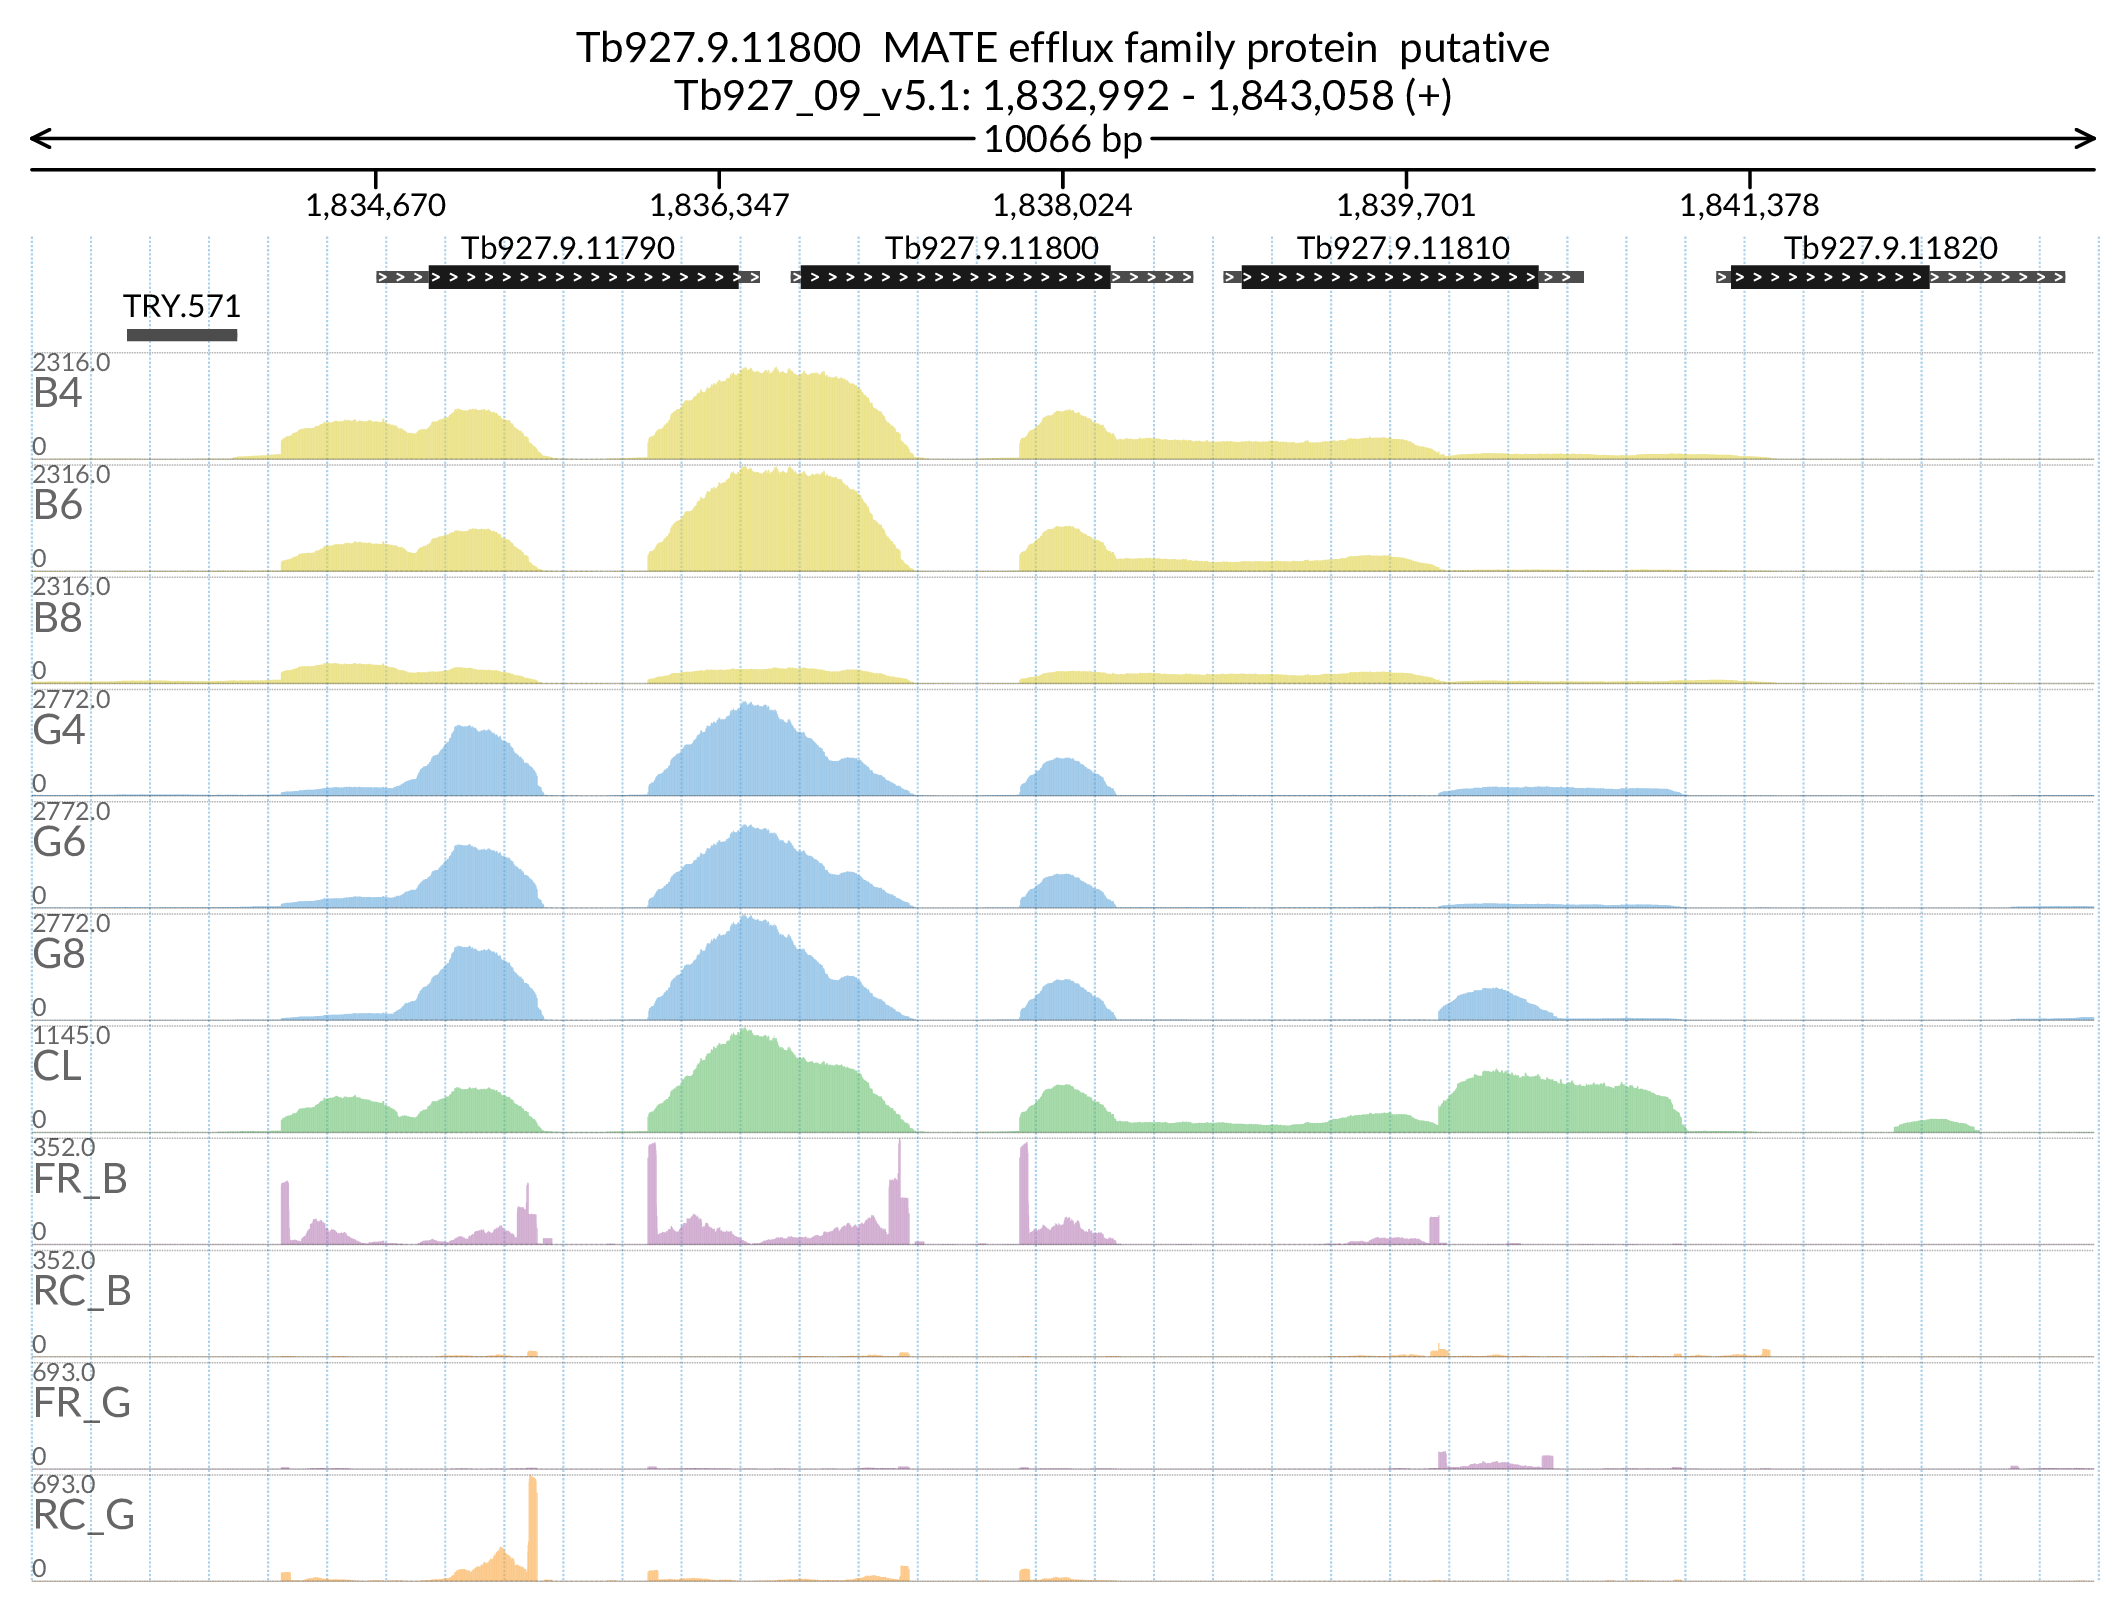 Tb927.9.11800 MATE efflux family protein putative
Tb927_09_v5.1: 1,832,992 - 1,843,058 (+)
10066 bp
1,834,670 1,836,347 1,838,024 1,839,701 1,841,378
Tb927.9.11790 Tb927.9.11800 Tb927.9.11810 Tb927.9.11820
TRY.571
2316.0
B4
0
2316.0
B6
0
2316.0
B8
0
2772.0
G4
0
2772.0
G6
0
2772.0
G8
0
1145.0
CL
0
352.0
FR_B
0
352.0
RC_B
0
693.0
FR_G
0
693.0
RC_G
0